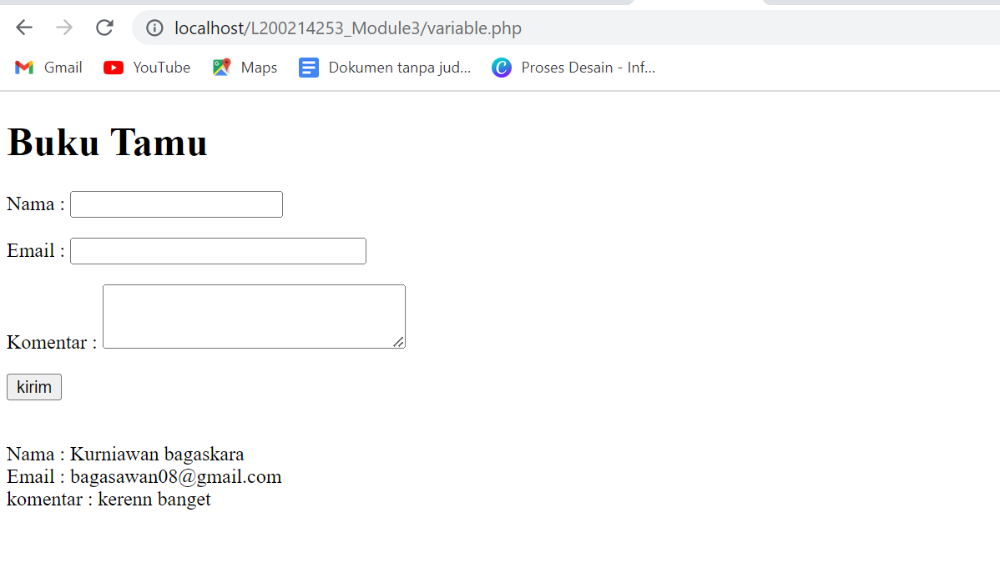 localhost/L200214253_Module3/variable.php
Gmail YouTube Maps Dokumen tanpa jud... Proses Desain - Inf...
Buku Tamu
Nama :
Email :
Komentar :
kirim
Nama : Kurniawan bagaskara
Email : bagasawan08@gmail.com
komentar : kerenn banget